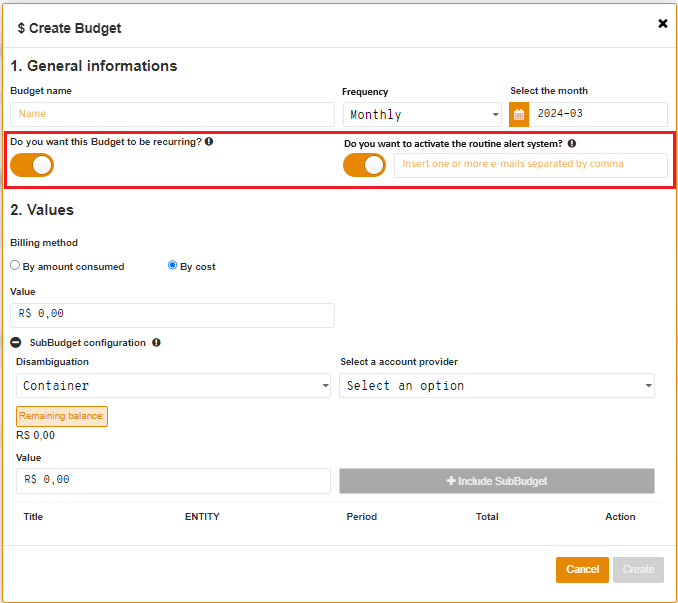 $ Create Budget
1. General informations
Budget name
Frequency
Select the month
Name
Monthly
2024-03
Do you want this Budget to be recurring?
Do you want to activate the routine alert system?
Insert one or more e-mails separated by comma
2. Values
Billing method
By amount consumed
By cost
Value
R$ 0,00
SubBudget configuration
Disambiguation
Select a account provider
Container
Select an option
Remaining balance:
R$ 0,00
Value
R$ 0,00
Include SubBudget
Title
ENTITY
Period
Total
Action
Cancel
Create